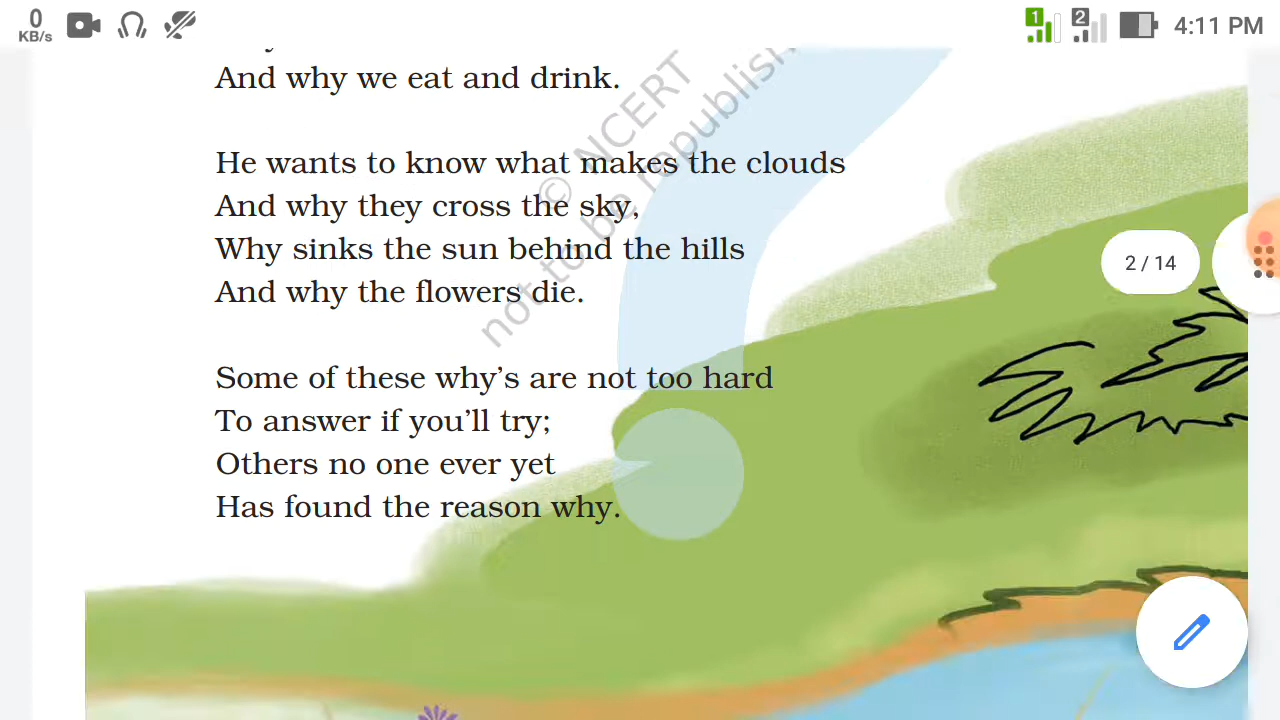 0
KB/s
1
2
4:11 PM
And why we eat and drink.
He wants to know what makes the clouds
And why they cross the sky,
Why sinks the sun behind the hills
And why the flowers die.
Some of these why's are not too hard
To answer if you'll try;
Others no one ever yet
Has found the reason why.
© NCERT
not to be republish
2 / 14